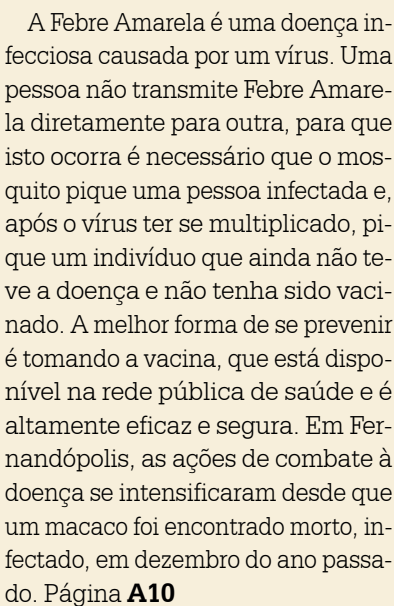 A Febre Amarela é uma doença in-
fecciosa causada por um vírus. Uma
pessoa não transmite Febre Amare-
la diretamente para outra, para que
isto ocorra é necessário que o mos-
quito pique uma pessoa infectada e,
após o vírus ter se multiplicado, pi-
que um indivíduo que ainda não te-
ve a doença e não tenha sido vaci-
nado. A melhor forma de se prevenir
é tomando a vacina, que está dispo-
nível na rede pública de saúde e é
altamente eficaz e segura. Em Fer-
nandópolis, as ações de combate à
doença se intensificaram desde que
um macaco foi encontrado morto, in-
fectado, em dezembro do ano passa-
do. Página A10